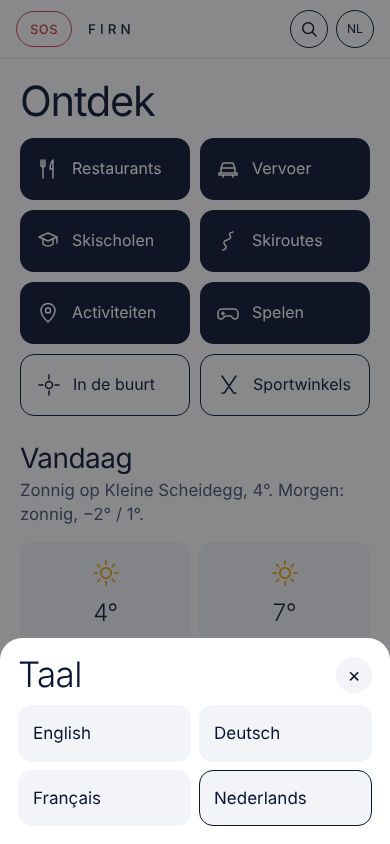 SOS
FIRN
NL
Ontdek
Restaurants
Vervoer
Skischolen
Skiroutes
Activiteiten
Spelen
In de buurt
Sportwinkels
Vandaag
Zonnig op Kleine Scheidegg, 4°. Morgen:
zonnig, −2° / 1°.
4°
7°
Taal
×
English
Deutsch
Français
Nederlands